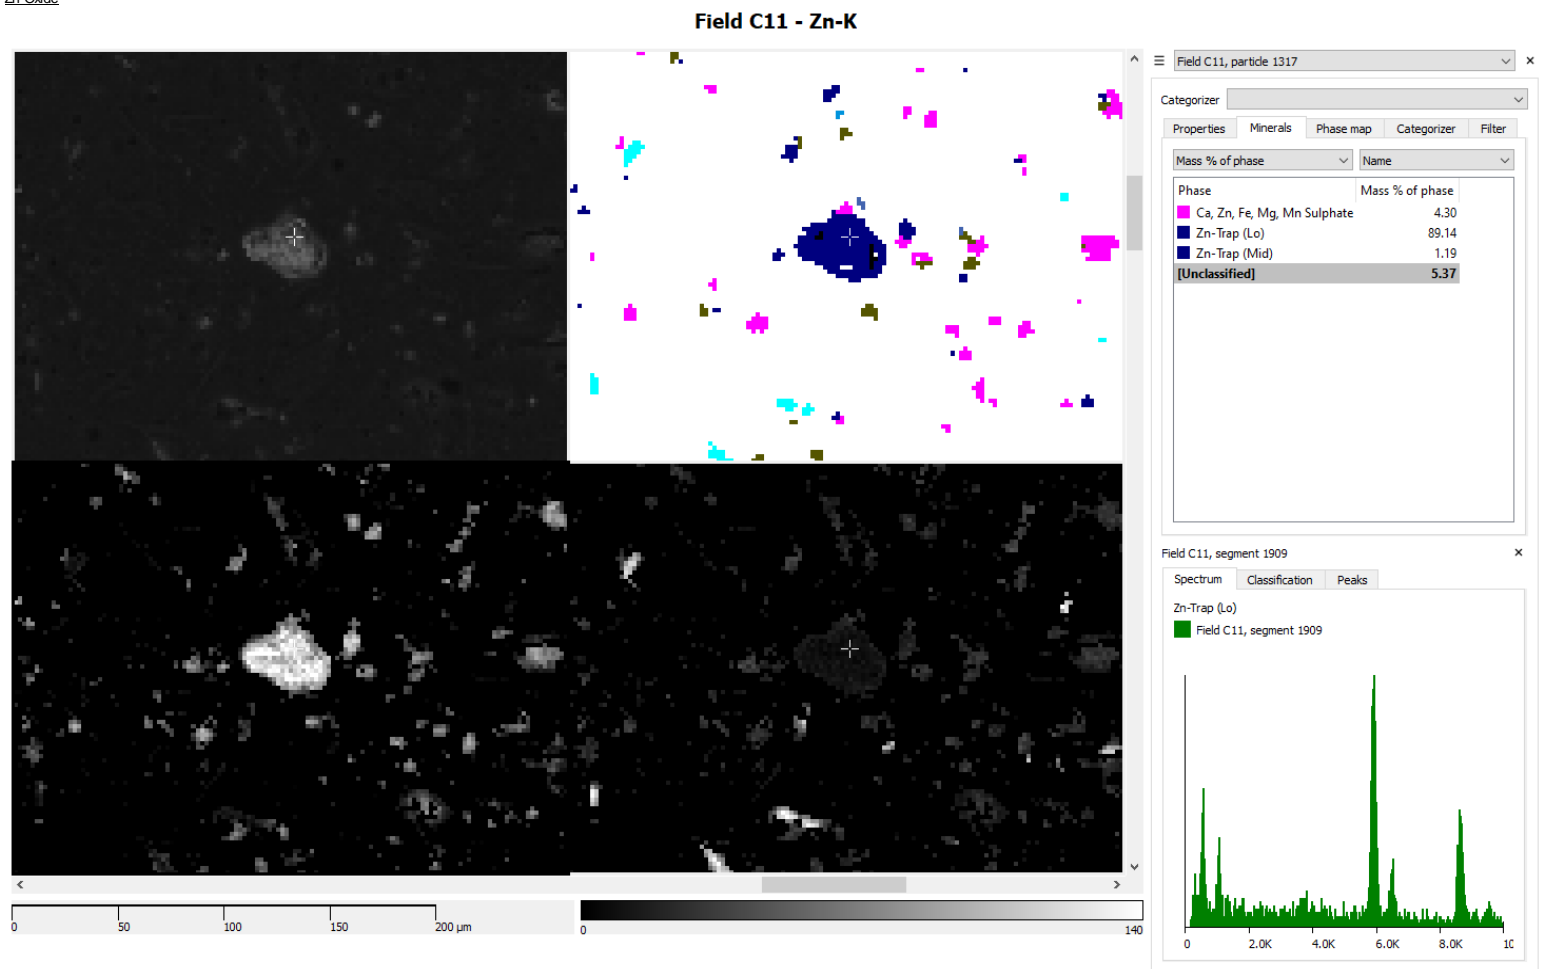 Zn Oxide
Field C11 - Zn-K
Field C11, particle 1317
Categorizer
Properties Minerals Phase map Categorizer Filter
Mass % of phase Name
Phase Mass % of phase
Ca, Zn, Fe, Mg, Mn Sulphate 4.30
Zn-Trap (Lo) 89.14
Zn-Trap (Mid) 1.19
[Unclassified] 5.37
Field C11, segment 1909
Spectrum Classification Peaks
Zn-Trap (Lo)
Field C11, segment 1909
0 2.0K 4.0K 6.0K 8.0K 10
0 50 100 150 200 µm
0 140